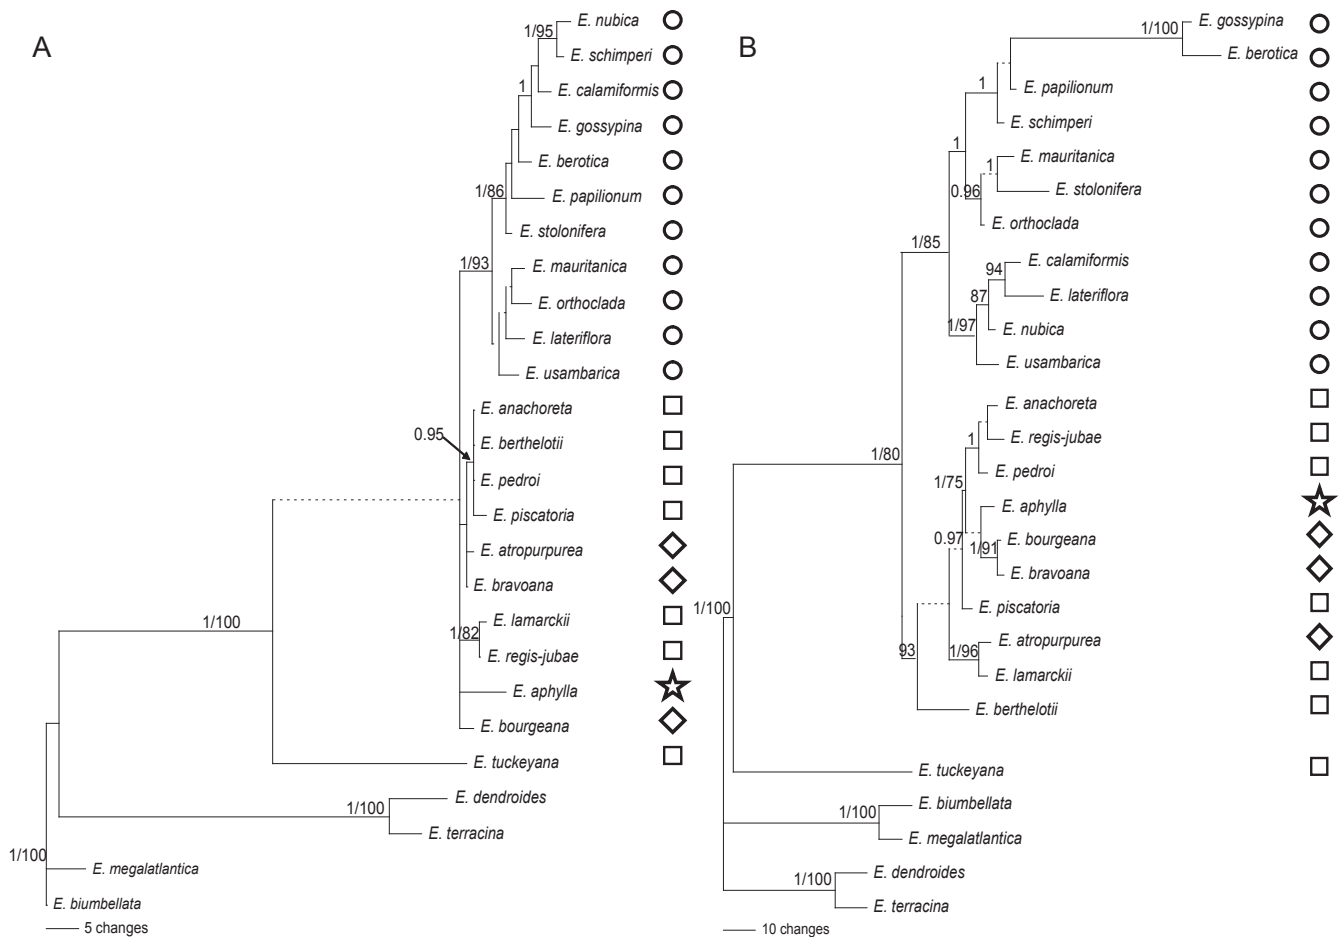 A
1/95
E. nubica
E. schimperi
1
E. calamiformis
E. gossypina
E. berotica
1/86
E. papilionum
E. stolonifera
1/93
E. mauritanica
E. orthoclada
E. lateriflora
E. usambarica
E. anachoreta
0.95
E. berthelotii
E. pedroi
E. piscatoria
E. atropurpurea
E. bravoana
1/100
1/82
E. lamarckii
E. regis-jubae
E. aphylla
E. bourgeana
E. tuckeyana
E. dendroides
1/100
E. terracina
1/100
E. megalatlantica
E. biumbellata
5 changes
B
1/100
E. gossypina
E. berotica
1
E. papilionum
E. schimperi
1
E. mauritanica
1
0.96
E. stolonifera
E. orthoclada
1/85
E. calamiformis
94
E. lateriflora
87
1/97
E. nubica
E. usambarica
E. anachoreta
1
E. regis-jubae
1/80
E. pedroi
1/75
E. aphylla
0.97
E. bourgeana
1/91
E. bravoana
1/100
E. piscatoria
E. atropurpurea
93
1/96
E. lamarckii
E. berthelotii
E. tuckeyana
E. biumbellata
1/100
E. megalatlantica
E. dendroides
1/100
E. terracina
10 changes